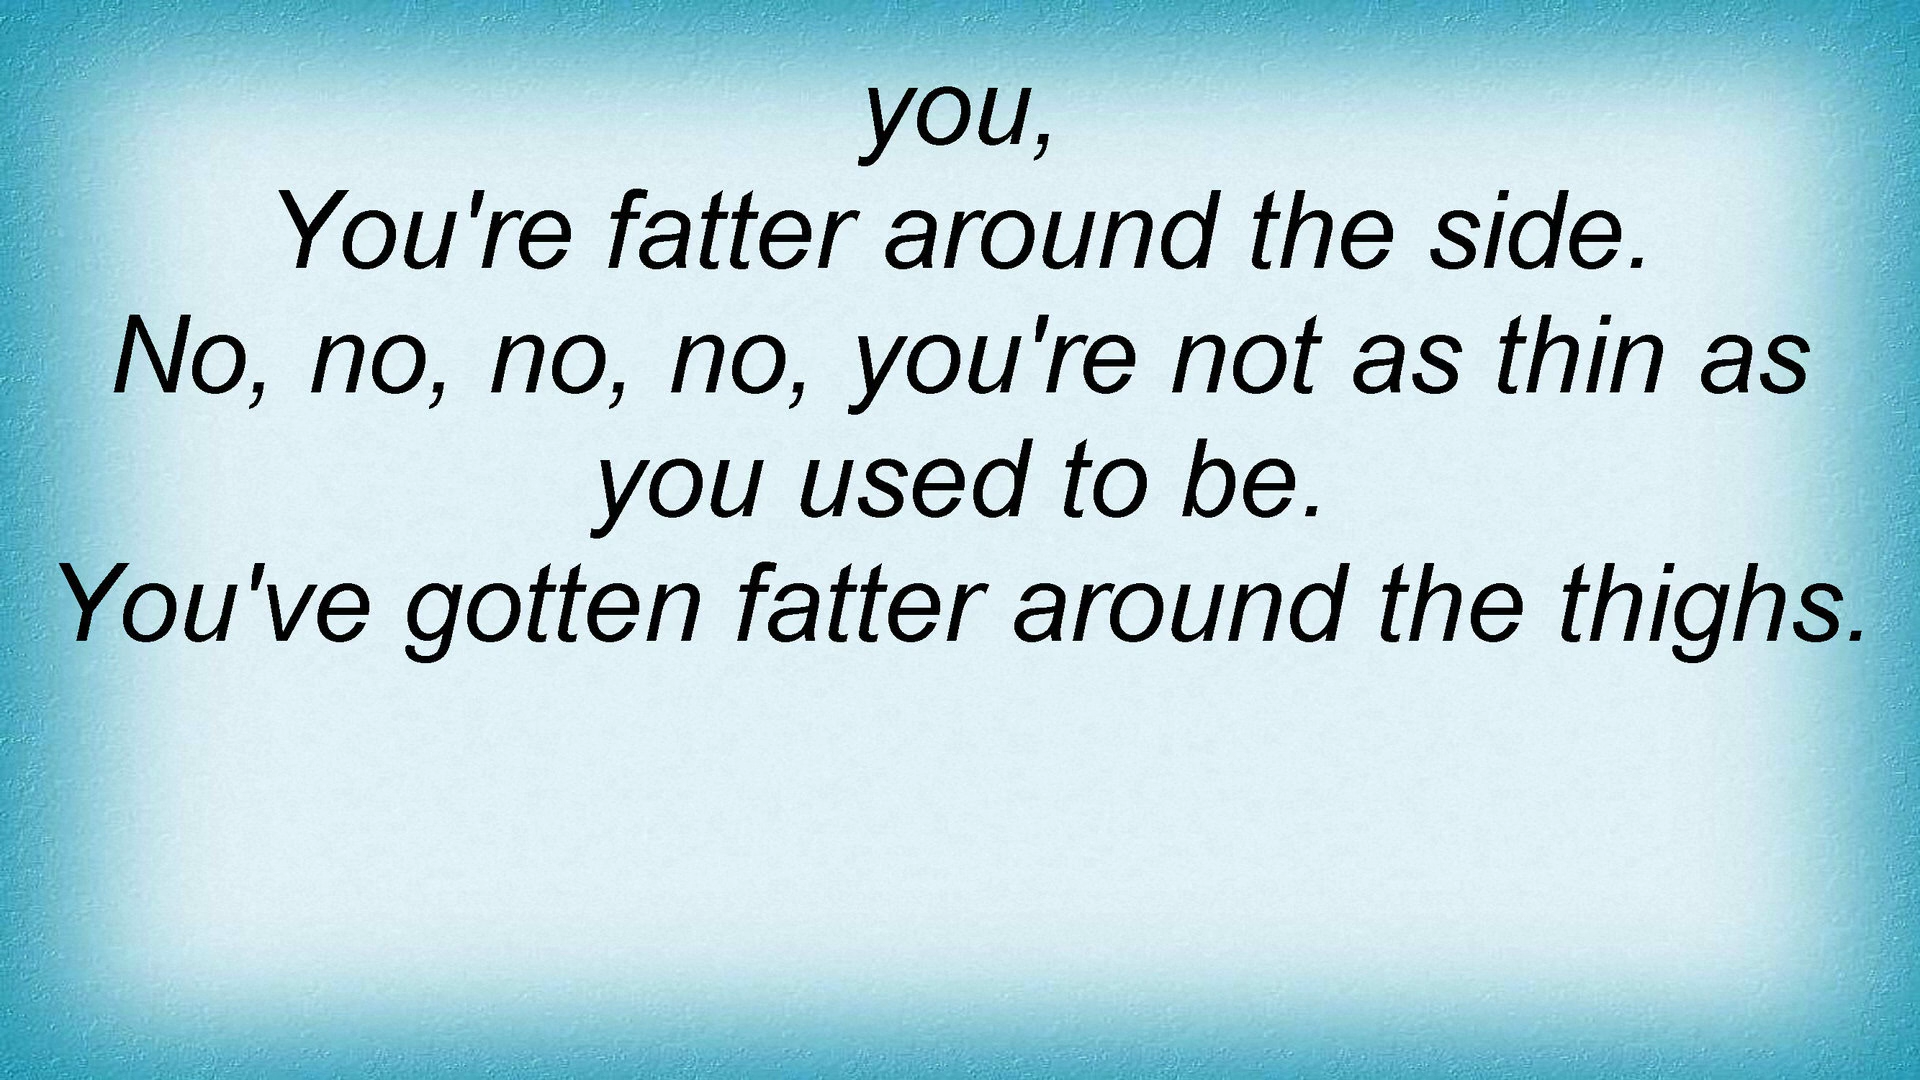 you,
You're fatter around the side.
No, no, no, no, you're not as thin as
you used to be.
You've gotten fatter around the thighs.